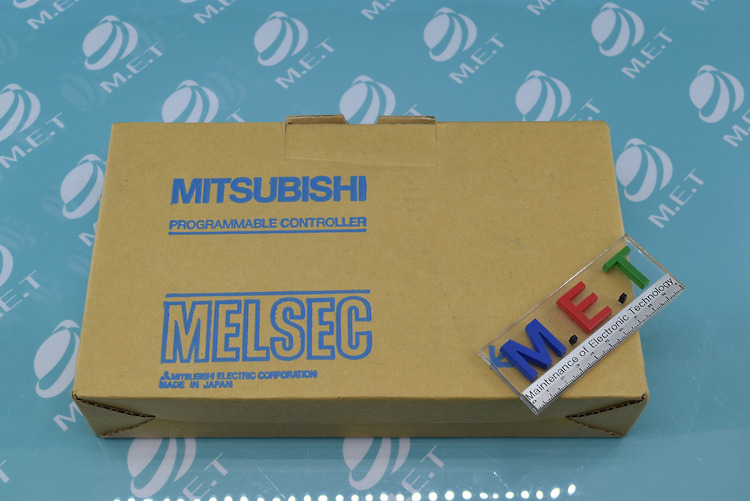 MITSUBISHI
PROGRAMMABLE CONTROLLER
MELSEC
MITSUBISHI ELECTRIC CORPORATION
MADE IN JAPAN
M.E.T
Maintenance of Electronic Technology
M.E.T
M.E.T
M.E.T
M.E.T
M.E.T
M.E.T
M.E.T
M.E.T
M.E.T